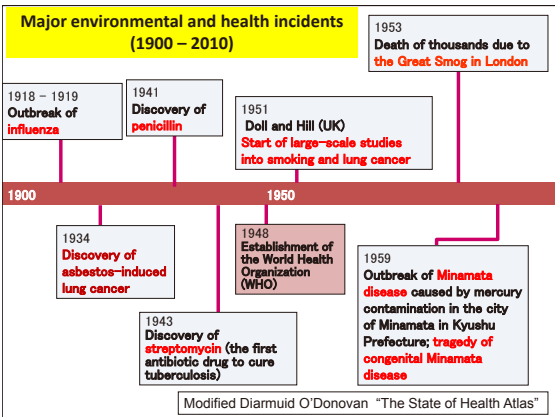 Major environmental and health incidents
(1900 – 2010)
1953
Death of thousands due to
the Great Smog in London
1918 – 1919
Outbreak of
influenza
1941
Discovery of
penicillin
1951
Doll and Hill (UK)
Start of large-scale studies
into smoking and lung cancer
1900
1950
1934
Discovery of
asbestos-induced
lung cancer
1943
Discovery of
streptomycin (the first
antibiotic drug to cure
tuberculosis)
1948
Establishment of
the World Health
Organization
(WHO)
1959
Outbreak of Minamata
disease caused by mercury
contamination in the city
of Minamata in Kyushu
Prefecture; tragedy of
congenital Minamata
disease
Modified Diarmuid O’Donovan “The State of Health Atlas”